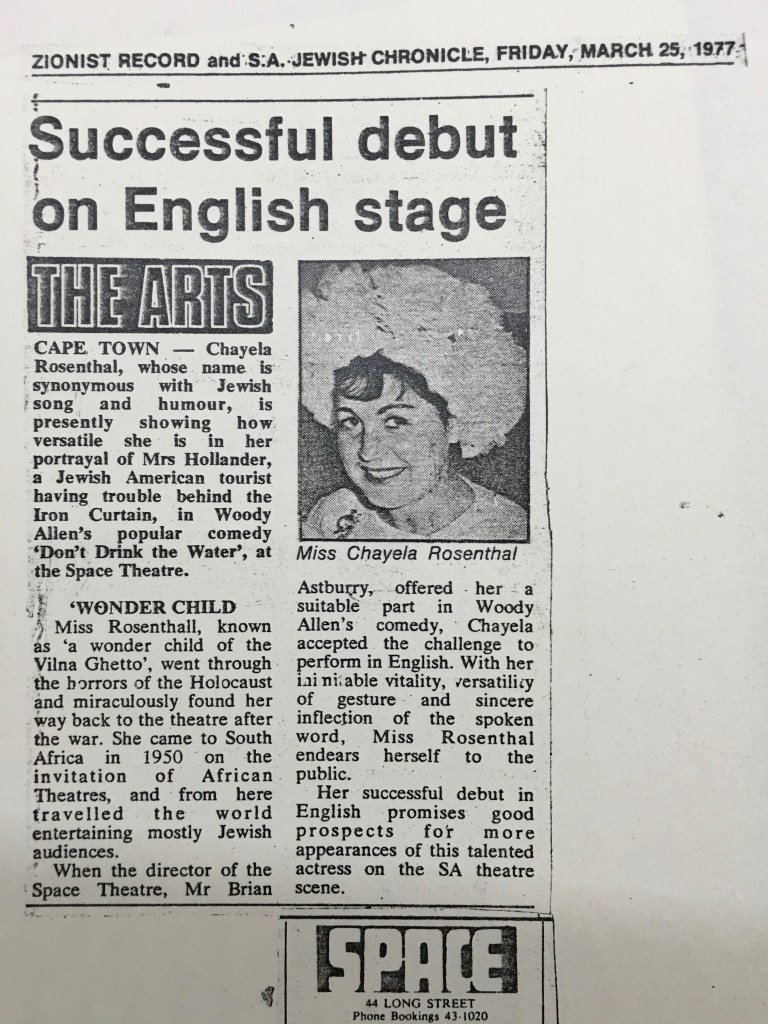 ZIONIST RECORD and S.A. JEWISH CHRONICLE, FRIDAY, MARCH 25, 1977
Successful debut
on English stage
THE ARTS
CAPE TOWN — Chayela
Rosenthal, whose name is
synonymous with Jewish
song and humour, is
presently showing how
versatile she is in her
portrayal of Mrs Hollander,
a Jewish American tourist
having trouble behind the
Iron Curtain, in Woody
Allen's popular comedy
'Don't Drink the Water', at
the Space Theatre.
'WONDER CHILD
Miss Rosenthall, known
as 'a wonder child of the
Vilna Ghetto', went through
the horrors of the Holocaust
and miraculously found her
way back to the theatre after
the war. She came to South
Africa in 1950 on the
invitation of African
Theatres, and from here
travelled the world
entertaining mostly Jewish
audiences.
When the director of the
Space Theatre, Mr Brian
Miss Chayela Rosenthal
Astburry, offered her a
suitable part in Woody
Allen's comedy, Chayela
accepted the challenge to
perform in English. With her
inimitable vitality, versatility
of gesture and sincere
inflection of the spoken
word, Miss Rosenthal
endears herself to the
public.
Her successful debut in
English promises good
prospects for more
appearances of this talented
actress on the SA theatre
scene.
SPACE
44 LONG STREET
Phone Bookings 43-1020